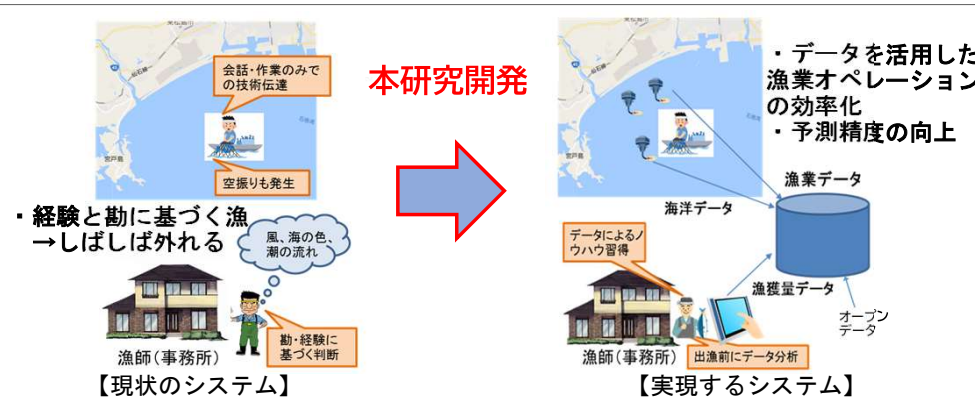 会話・作業のみで
の技術伝達
空振りも発生
宮戸島
・経験と勘に基づく漁
→しばしば外れる
風、海の色、
潮の流れ
勘・経験に
基づく判断
漁師(事務所)
【現状のシステム】
本研究開発
・データを活用した
漁業オペレーション
の効率化
・予測精度の向上
宮戸島
漁業データ
海洋データ
データによるノ
ウハウ習得
漁獲量データ
オープン
データ
出漁前にデータ分析
漁師(事務所)
【実現するシステム】